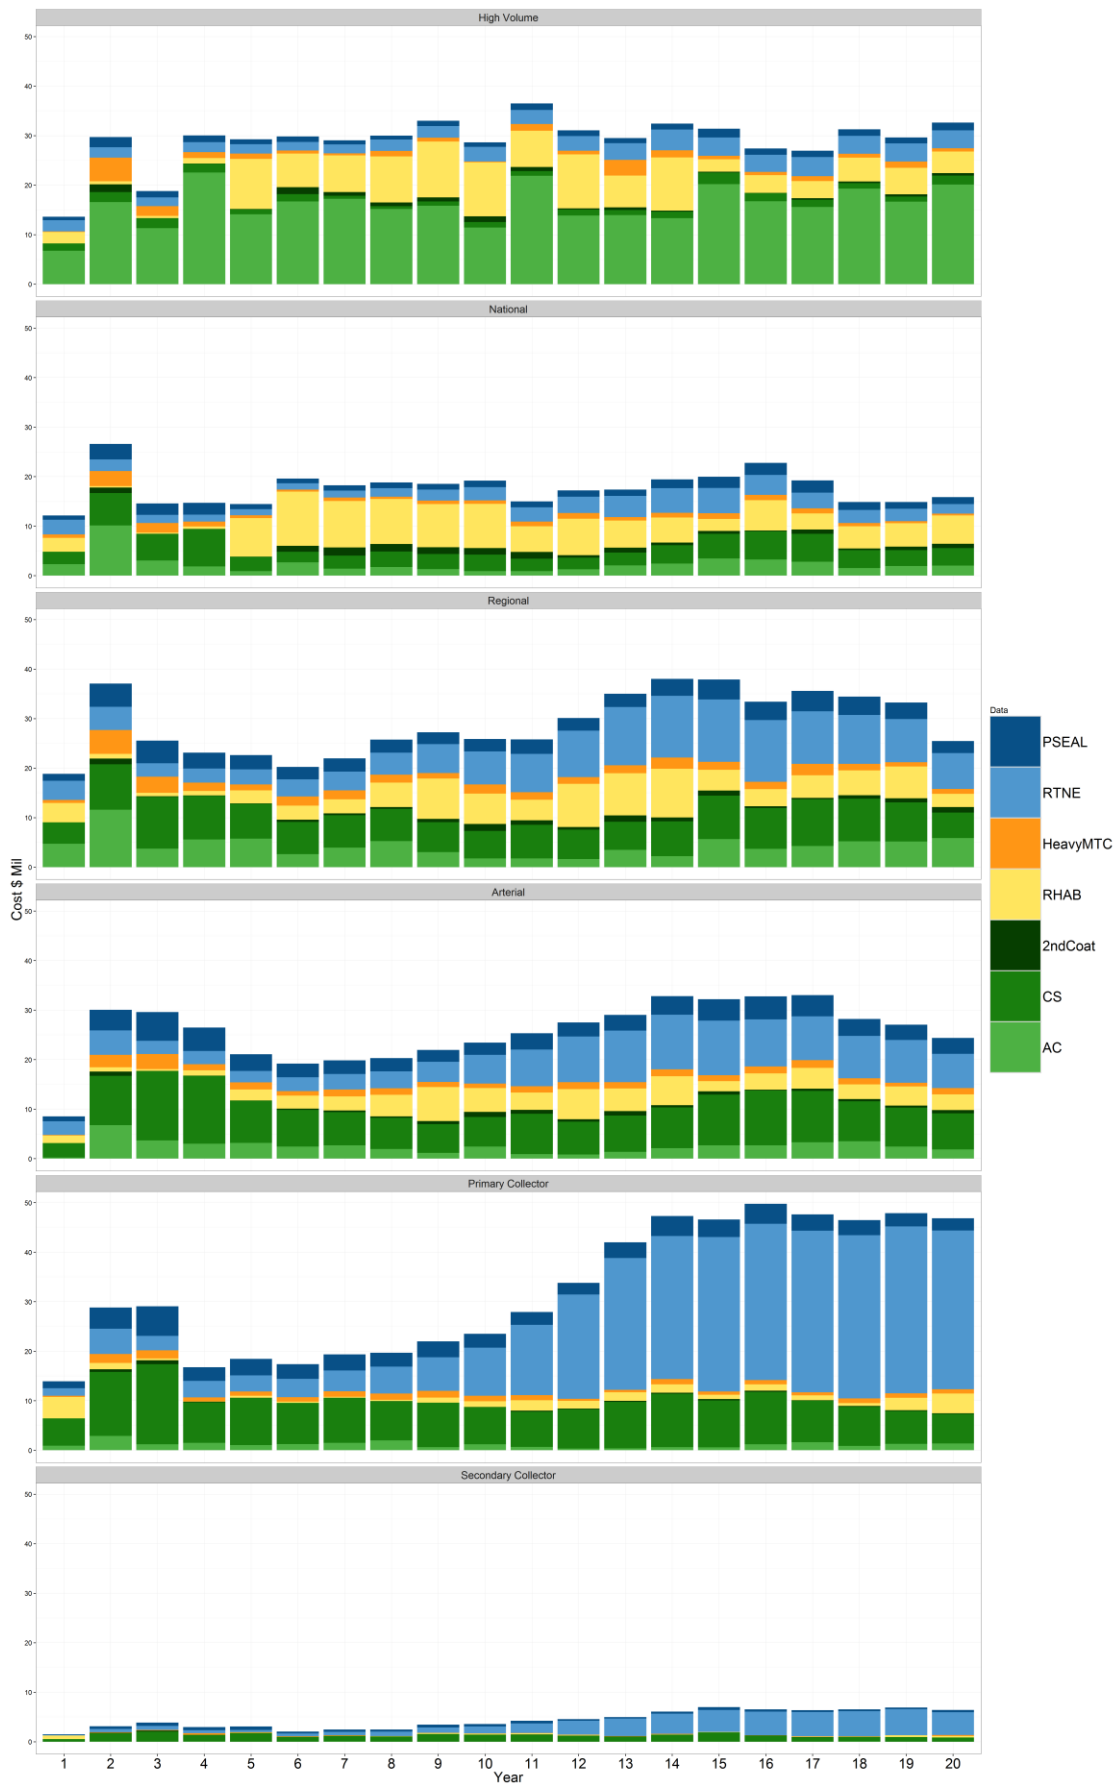 High Volume
50
40
30
20
10
0
National
50
40
30
20
10
0
Regional
50
40
30
20
10
0
Arterial
50
40
30
20
10
0
Primary Collector
50
40
30
20
10
0
Secondary Collector
50
40
30
20
10
0
Cost $ Mil
1 2 3 4 5 6 7 8 9 10 11 12 13 14 15 16 17 18 19 20
Year
Data
PSEAL
RTNE
HeavyMTC
RHAB
2ndCoat
CS
AC